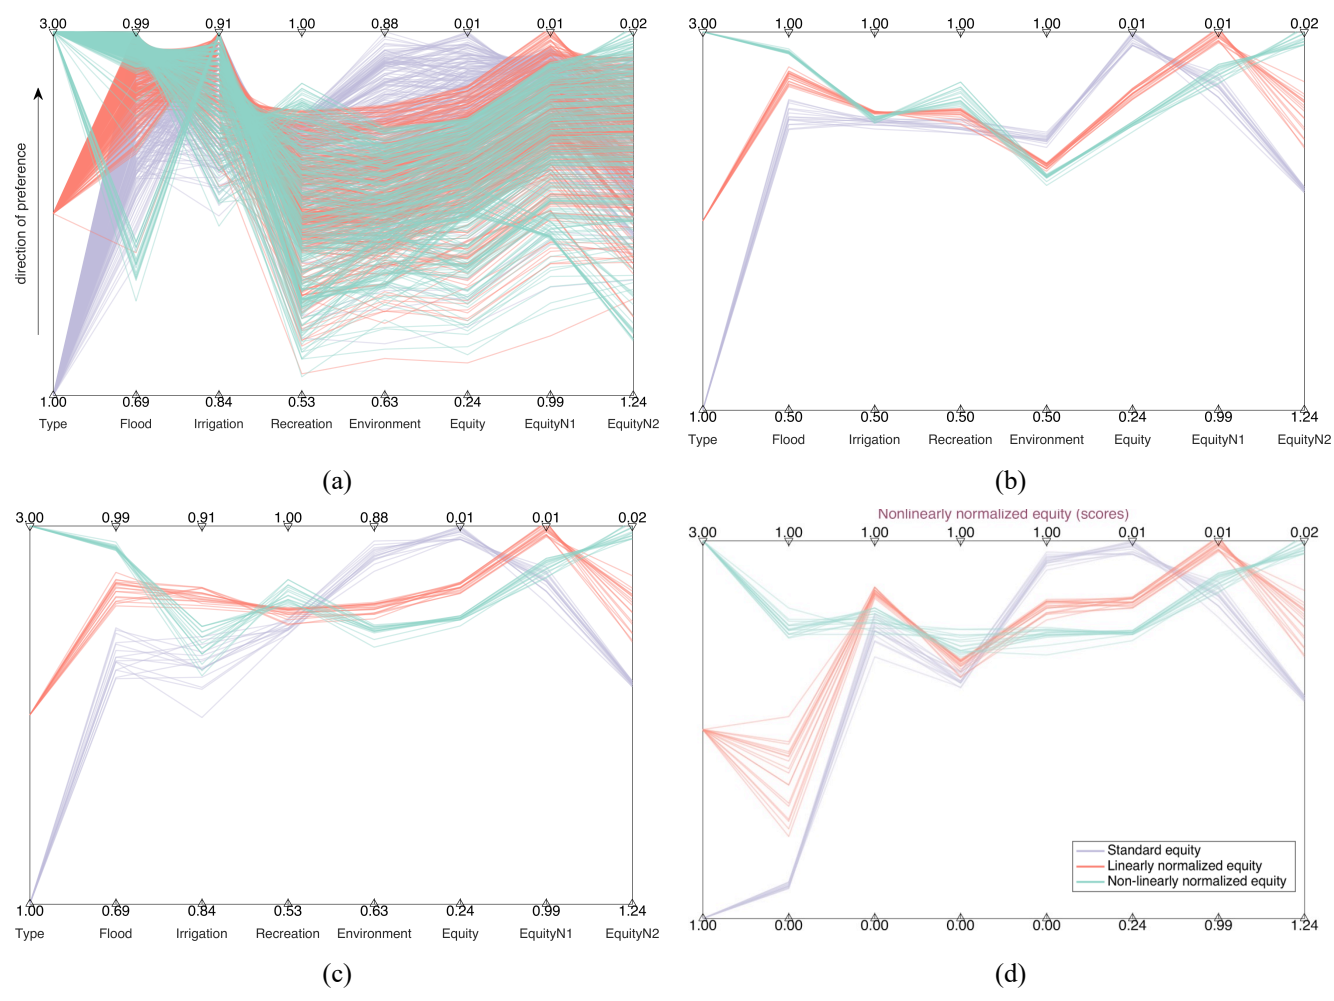 3.00 0.99 0.91 1.00 0.88 0.01 0.01 0.02
direction of preference
1.00 0.69 0.84 0.53 0.63 0.24 0.99 1.24
Type Flood Irrigation Recreation Environment Equity EquityN1 EquityN2
(a)
3.00 1.00 1.00 1.00 1.00 0.01 0.01 0.02
1.00 0.50 0.50 0.50 0.50 0.24 0.99 1.24
Type Flood Irrigation Recreation Environment Equity EquityN1 EquityN2
(b)
3.00 0.99 0.91 1.00 0.88 0.01 0.01 0.02
1.00 0.69 0.84 0.53 0.63 0.24 0.99 1.24
Type Flood Irrigation Recreation Environment Equity EquityN1 EquityN2
(c)
Nonlinearly normalized equity (scores)
3.00 1.00 1.00 1.00 1.00 0.01 0.01 0.02
Standard equity
Linearly normalized equity
Non-linearly normalized equity
1.00 0.00 0.00 0.00 0.00 0.24 0.99 1.24
(d)